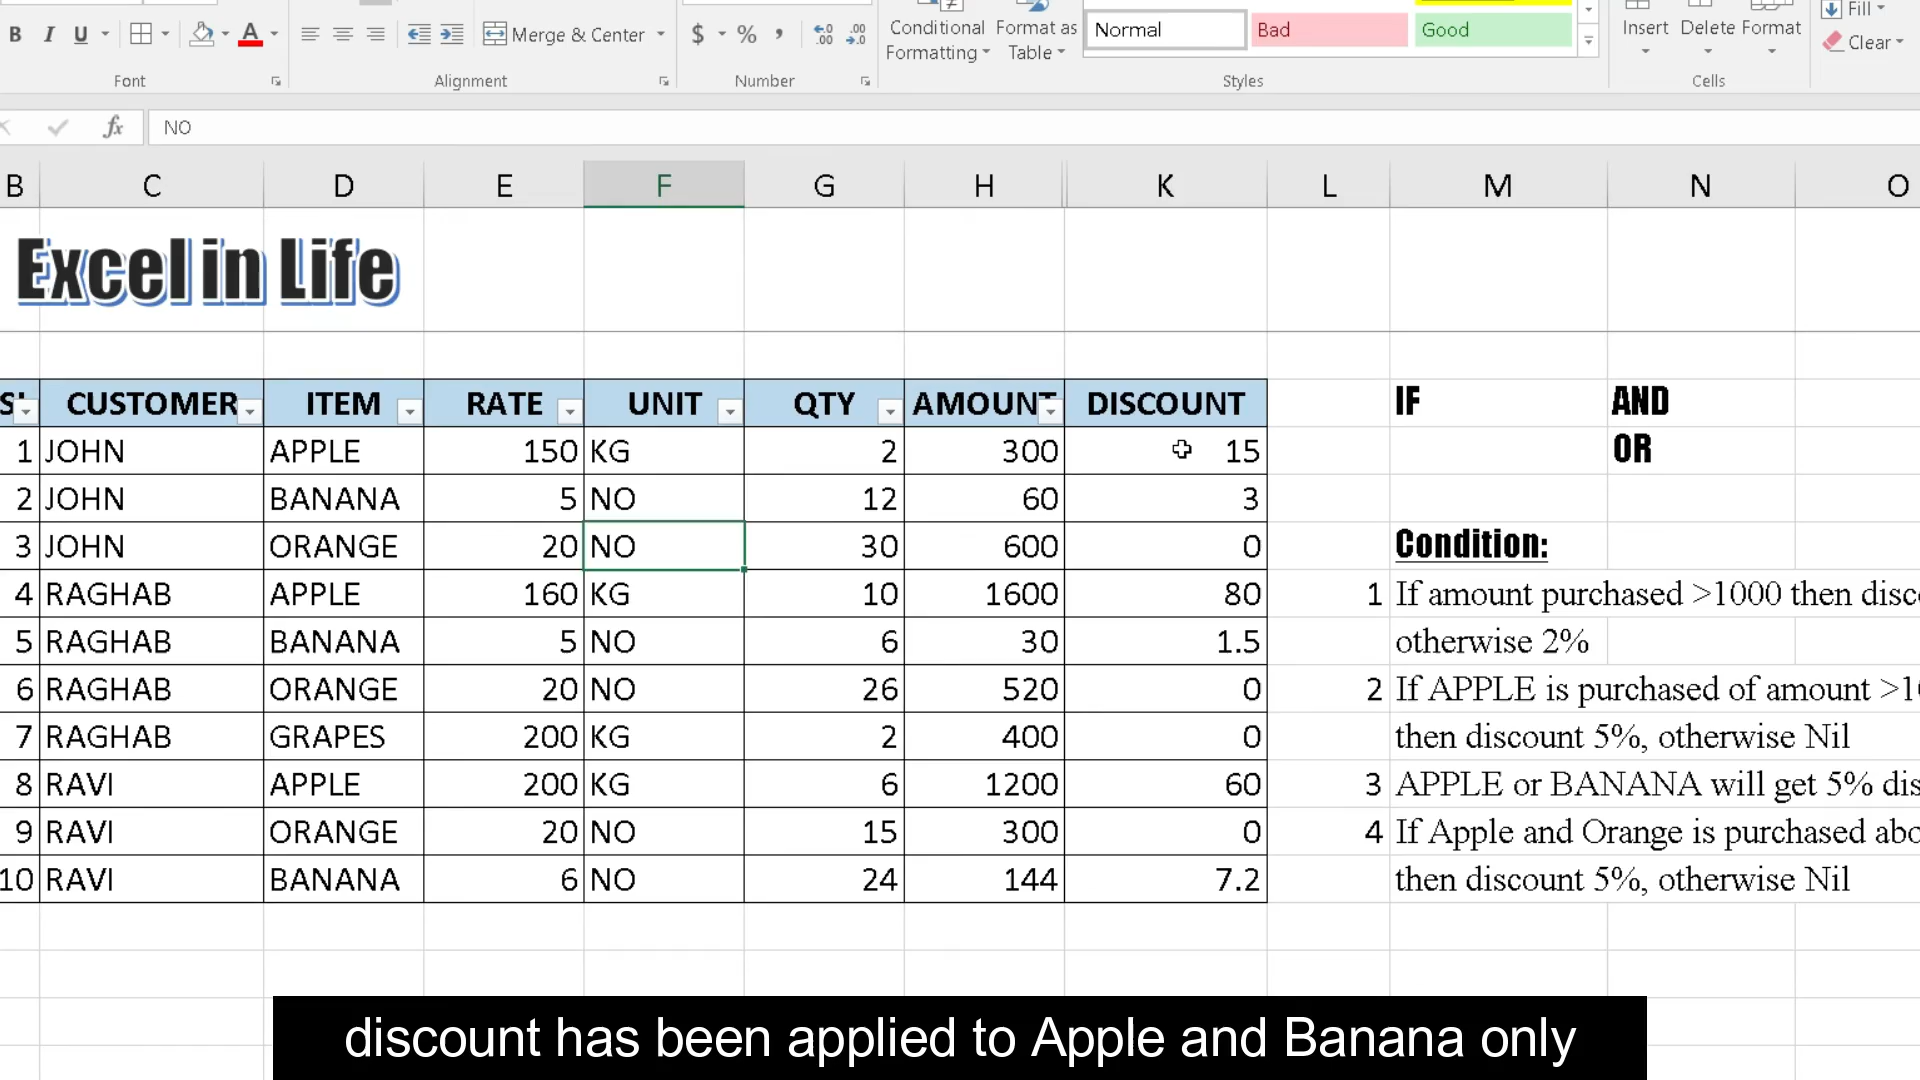 B I U A Merge & Center $ % , Conditional Formatting Format as Table Normal Bad Good Insert Delete Format Fill Clear
Font Alignment Number Styles Cells
fx NO
B C D E F G H K L M N O
Excel in Life
CUSTOMER ITEM RATE UNIT QTY AMOUNT DISCOUNT IF AND
1 JOHN APPLE 150 KG 2 300 15 OR
2 JOHN BANANA 5 NO 12 60 3
3 JOHN ORANGE 20 NO 30 600 0 Condition:
4 RAGHAB APPLE 160 KG 10 1600 80 1 If amount purchased >1000 then
5 RAGHAB BANANA 5 NO 6 30 1.5 otherwise 2%
6 RAGHAB ORANGE 20 NO 26 520 0 2 If APPLE is purchased of amount
7 RAGHAB GRAPES 200 KG 2 400 0 then discount 5%, otherwise Nil
8 RAVI APPLE 200 KG 6 1200 60 3 APPLE or BANANA will get 5%
9 RAVI ORANGE 20 NO 15 300 0 4 If Apple and Orange is purchased
10 RAVI BANANA 6 NO 24 144 7.2 then discount 5%, otherwise Nil
discount has been applied to Apple and Banana only